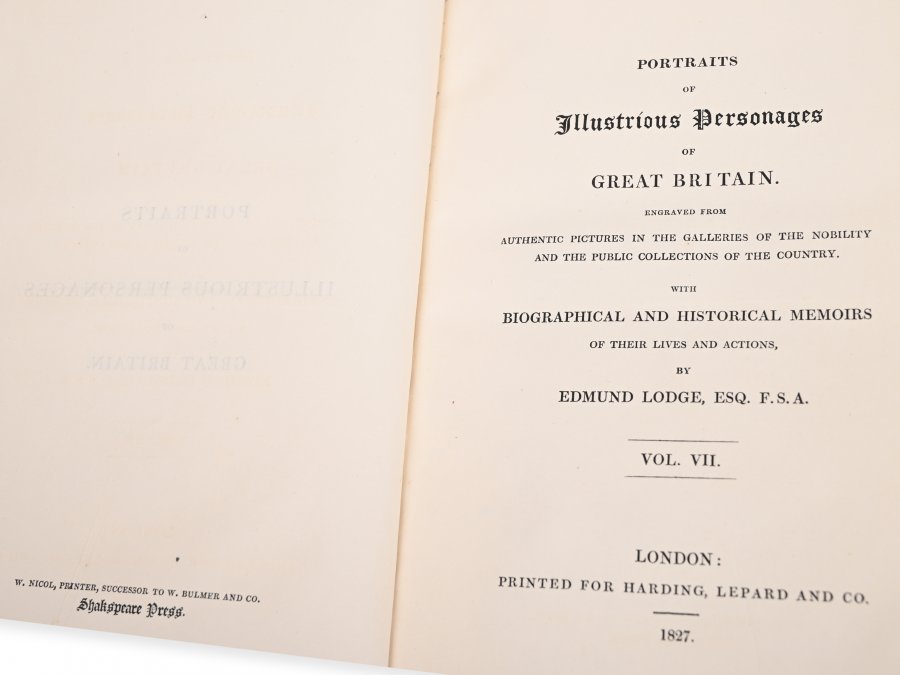 W. NICOL, PRINTER, SUCCESSOR TO W. BULMER AND CO.
Shakspeare Press.
PORTRAITS
OF
Illustrious Personages
OF
GREAT BRITAIN.
ENGRAVED FROM
AUTHENTIC PICTURES IN THE GALLERIES OF THE NOBILITY
AND THE PUBLIC COLLECTIONS OF THE COUNTRY.
WITH
BIOGRAPHICAL AND HISTORICAL MEMOIRS
OF THEIR LIVES AND ACTIONS,
BY
EDMUND LODGE, ESQ. F.S.A.
VOL. VII.
LONDON:
PRINTED FOR HARDING, LEPARD AND CO.
1827.